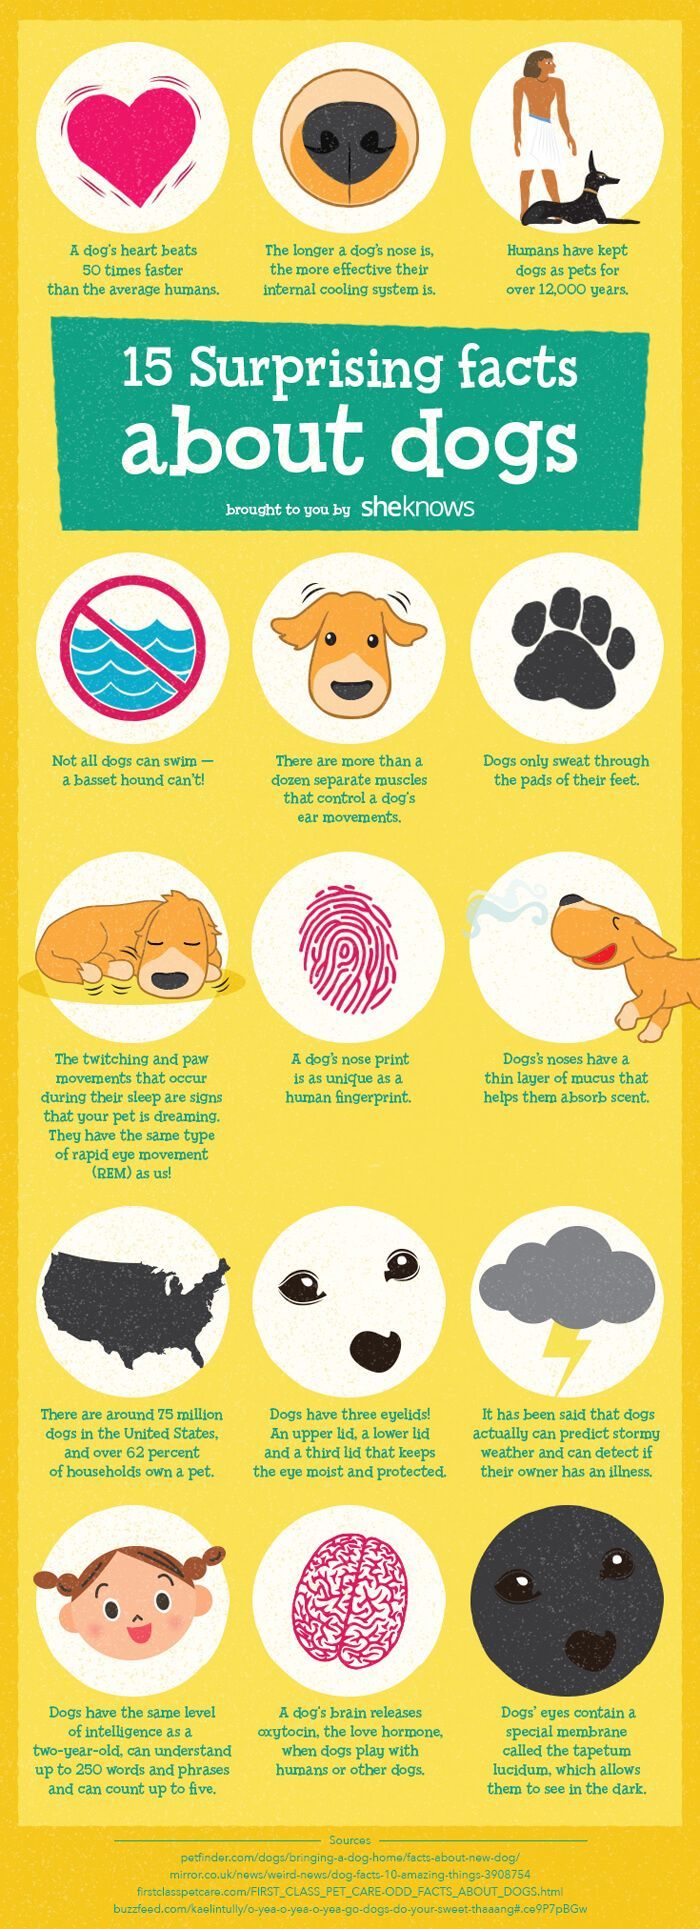 A dog's heart beats
50 times faster
than the average humans.
The longer a dog's nose is,
the more effective their
internal cooling system is.
Humans have kept
dogs as pets for
over 12,000 years.
15 Surprising facts
about dogs
brought to you by sheknows
Not all dogs can swim —
a basset hound can't!
There are more than a
dozen separate muscles
that control a dog's
ear movements.
Dogs only sweat through
the pads of their feet.
The twitching and paw
movements that occur
during their sleep are signs
that your pet is dreaming.
They have the same type
of rapid eye movement
(REM) as us!
A dog's nose print
is as unique as a
human fingerprint.
Dogs's noses have a
thin layer of mucus that
helps them absorb scent.
There are around 75 million
dogs in the United States,
and over 62 percent
of households own a pet.
Dogs have three eyelids!
An upper lid, a lower lid
and a third lid that keeps
the eye moist and protected.
It has been said that dogs
actually can predict stormy
weather and can detect if
their owner has an illness.
Dogs have the same level
of intelligence as a
two-year-old, can understand
up to 250 words and phrases
and can count up to five.
A dog's brain releases
oxytocin, the love hormone,
when dogs play with
humans or other dogs.
Dogs' eyes contain a
special membrane
called the tapetum
lucidum, which allows
them to see in the dark.
Sources
petfinder.com/dogs/bringing-a-dog-home/facts-about-new-dog/
mirror.co.uk/news/weird-news/dog-facts-10-amazing-things-3908754
firstclasspetcare.com/FIRST_CLASS_PET_CARE-ODD_FACTS_ABOUT_DOGS.html
buzzfeed.com/kaelintully/o-yea-o-yea-o-yea-go-dogs-do-your-sweet-thaaang#.ce9P7pBGw